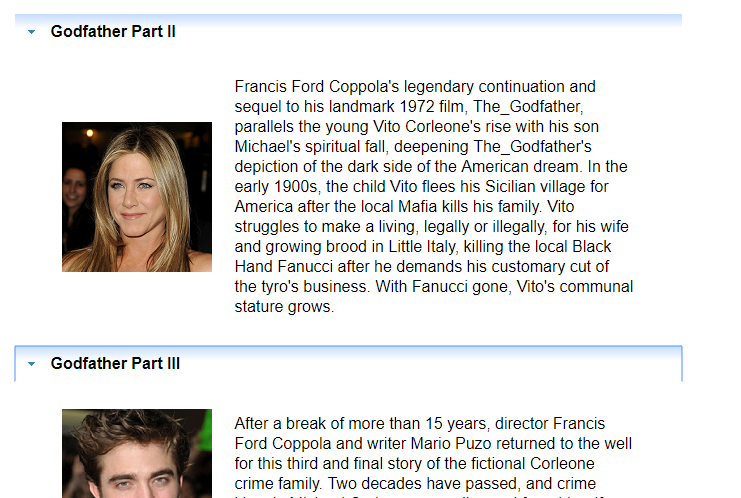 Godfather Part II
Francis Ford Coppola's legendary continuation and
sequel to his landmark 1972 film, The_Godfather,
parallels the young Vito Corleone's rise with his son
Michael's spiritual fall, deepening The_Godfather's
depiction of the dark side of the American dream. In the
early 1900s, the child Vito flees his Sicilian village for
America after the local Mafia kills his family. Vito
struggles to make a living, legally or illegally, for his wife
and growing brood in Little Italy, killing the local Black
Hand Fanucci after he demands his customary cut of
the tyro's business. With Fanucci gone, Vito's communal
stature grows.
Godfather Part III
After a break of more than 15 years, director Francis
Ford Coppola and writer Mario Puzo returned to the well
for this third and final story of the fictional Corleone
crime family. Two decades have passed, and crime